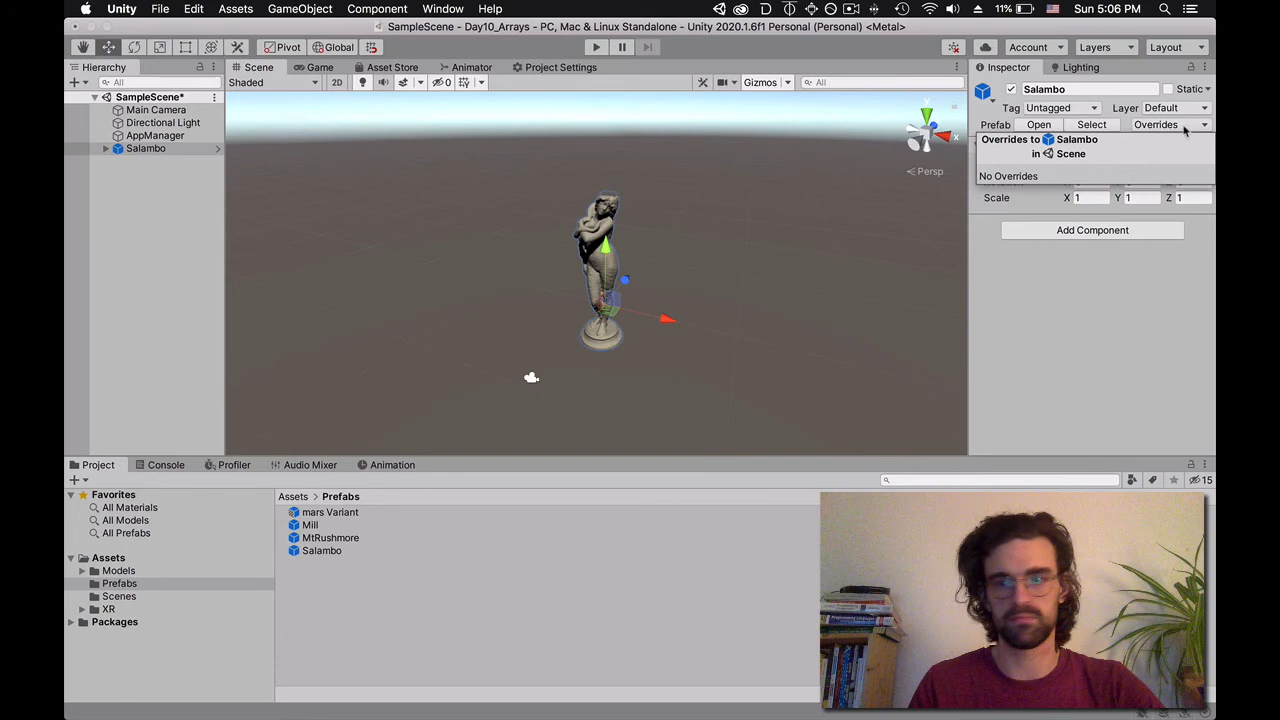 Unity File Edit Assets GameObject Component Window Help 11% Sun 5:06 PM
SampleScene - Day10_Arrays - PC, Mac & Linux Standalone - Unity 2020.1.6f1 Personal (Personal) <Metal>
Pivot Global Account Layers Layout
Hierarchy Scene Game Asset Store Animator Project Settings Inspector Lighting
All Shaded 2D 0 Gizmos All Salambo Static
SampleScene*
Main Camera
Directional Light
AppManager
Salambo
Tag Untagged Layer Default
Prefab Open Select Overrides
Overrides to Salambo
in Scene
No Overrides
Scale X 1 Y 1 Z 1
Add Component
y
x
Persp
Project Console Profiler Audio Mixer Animation
15
Favorites
All Materials
All Models
All Prefabs
Assets
Models
Prefabs
Scenes
XR
Packages
Assets > Prefabs
mars Variant
Mill
MtRushmore
Salambo